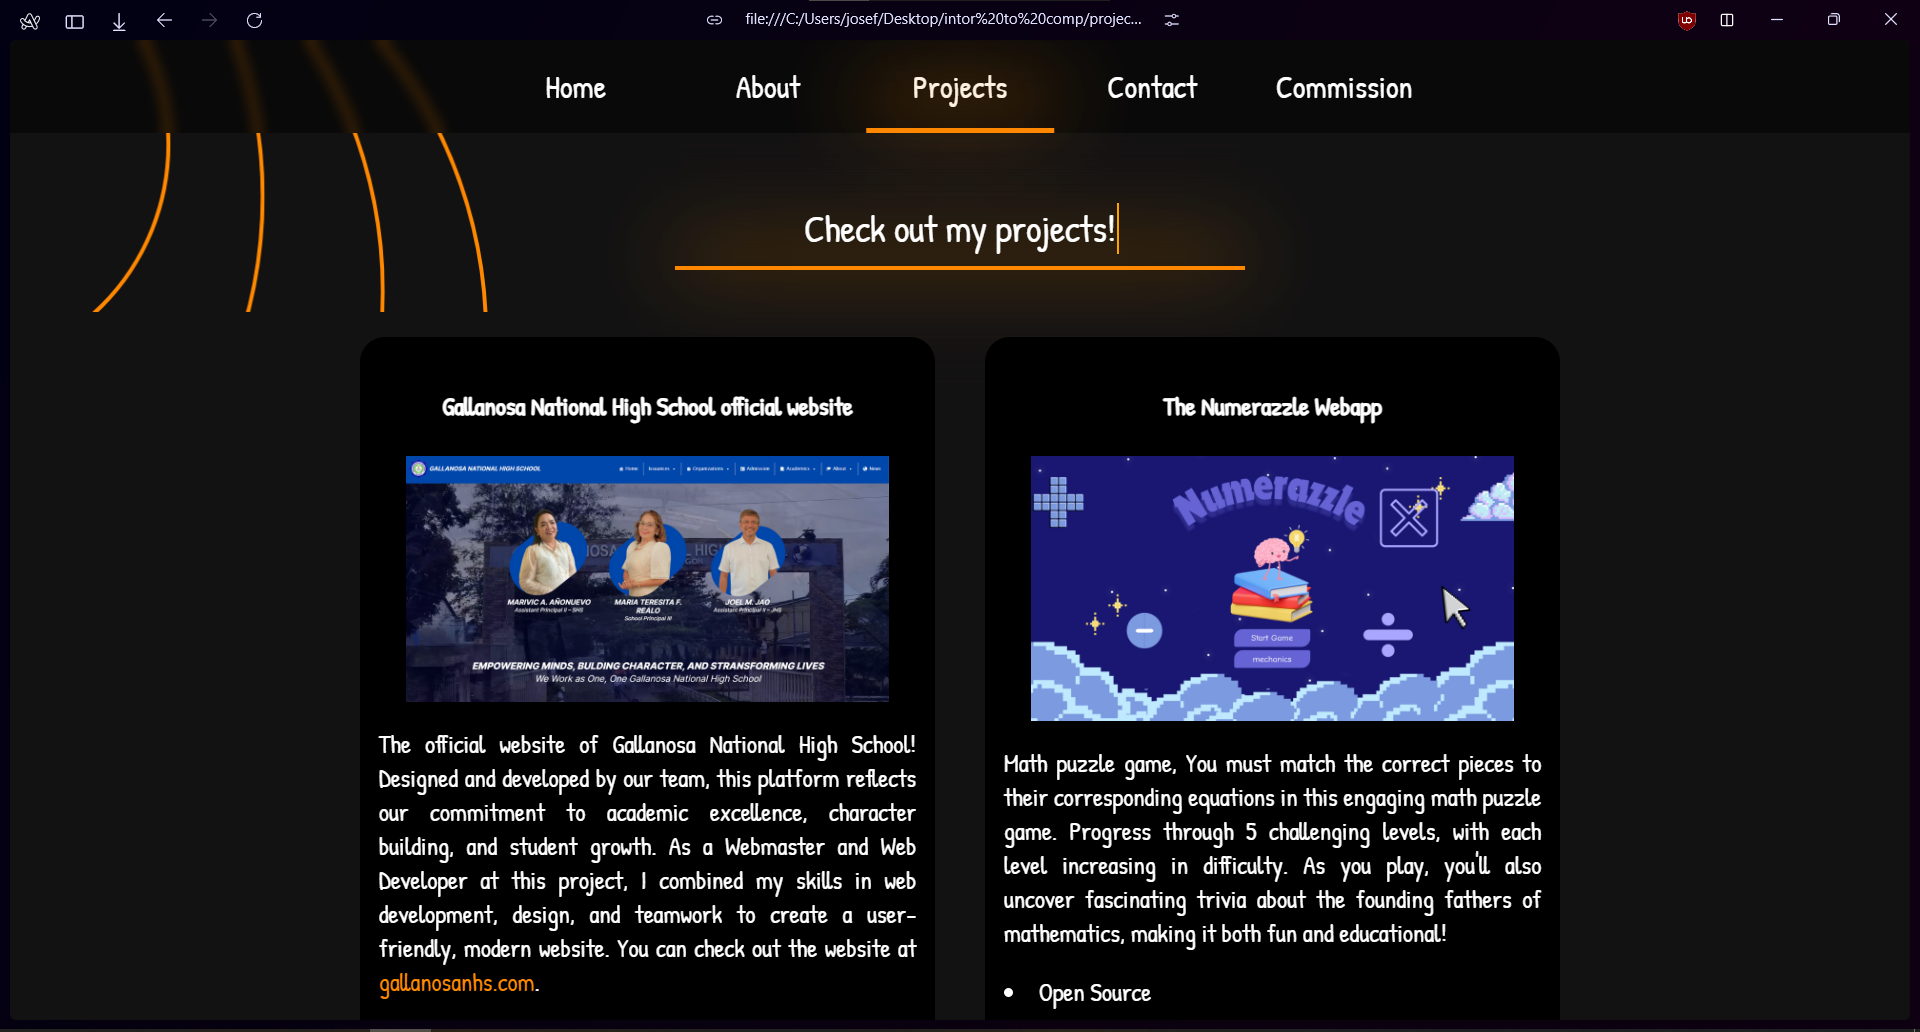 file:///C:/Users/josef/Desktop/intor%20to%20comp/projec...
Home
About
Projects
Contact
Commission
Check out my projects!
Gallanosa National High School official website
GALLANOSA NATIONAL HIGH SCHOOL
Home
Organizations
Admission
Academics
About
News
MARIVIC A. AÑONUEVO
Assistant Principal II - SHS
MARIA TERESITA F.
REALO
School Principal III
JOEL M. JAO
Assistant Principal II - JHS
EMPOWERING MINDS, BULDING CHARACTER, AND STRANSFORMING LIVES
We Work as One, One Gallanosa National High School
The official website of Gallanosa National High School!
Designed and developed by our team, this platform reflects
our commitment to academic excellence, character
building, and student growth. As a Webmaster and Web
Developer at this project, I combined my skills in web
development, design, and teamwork to create a user-
friendly, modern website. You can check out the website at
gallanosanhs.com.
The Numerazzle Webapp
Numerazzle
Start Game
mechanics
Math puzzle game, You must match the correct pieces to
their corresponding equations in this engaging math puzzle
game. Progress through 5 challenging levels, with each
level increasing in difficulty. As you play, you'll also
uncover fascinating trivia about the founding fathers of
mathematics, making it both fun and educational!
• Open Source